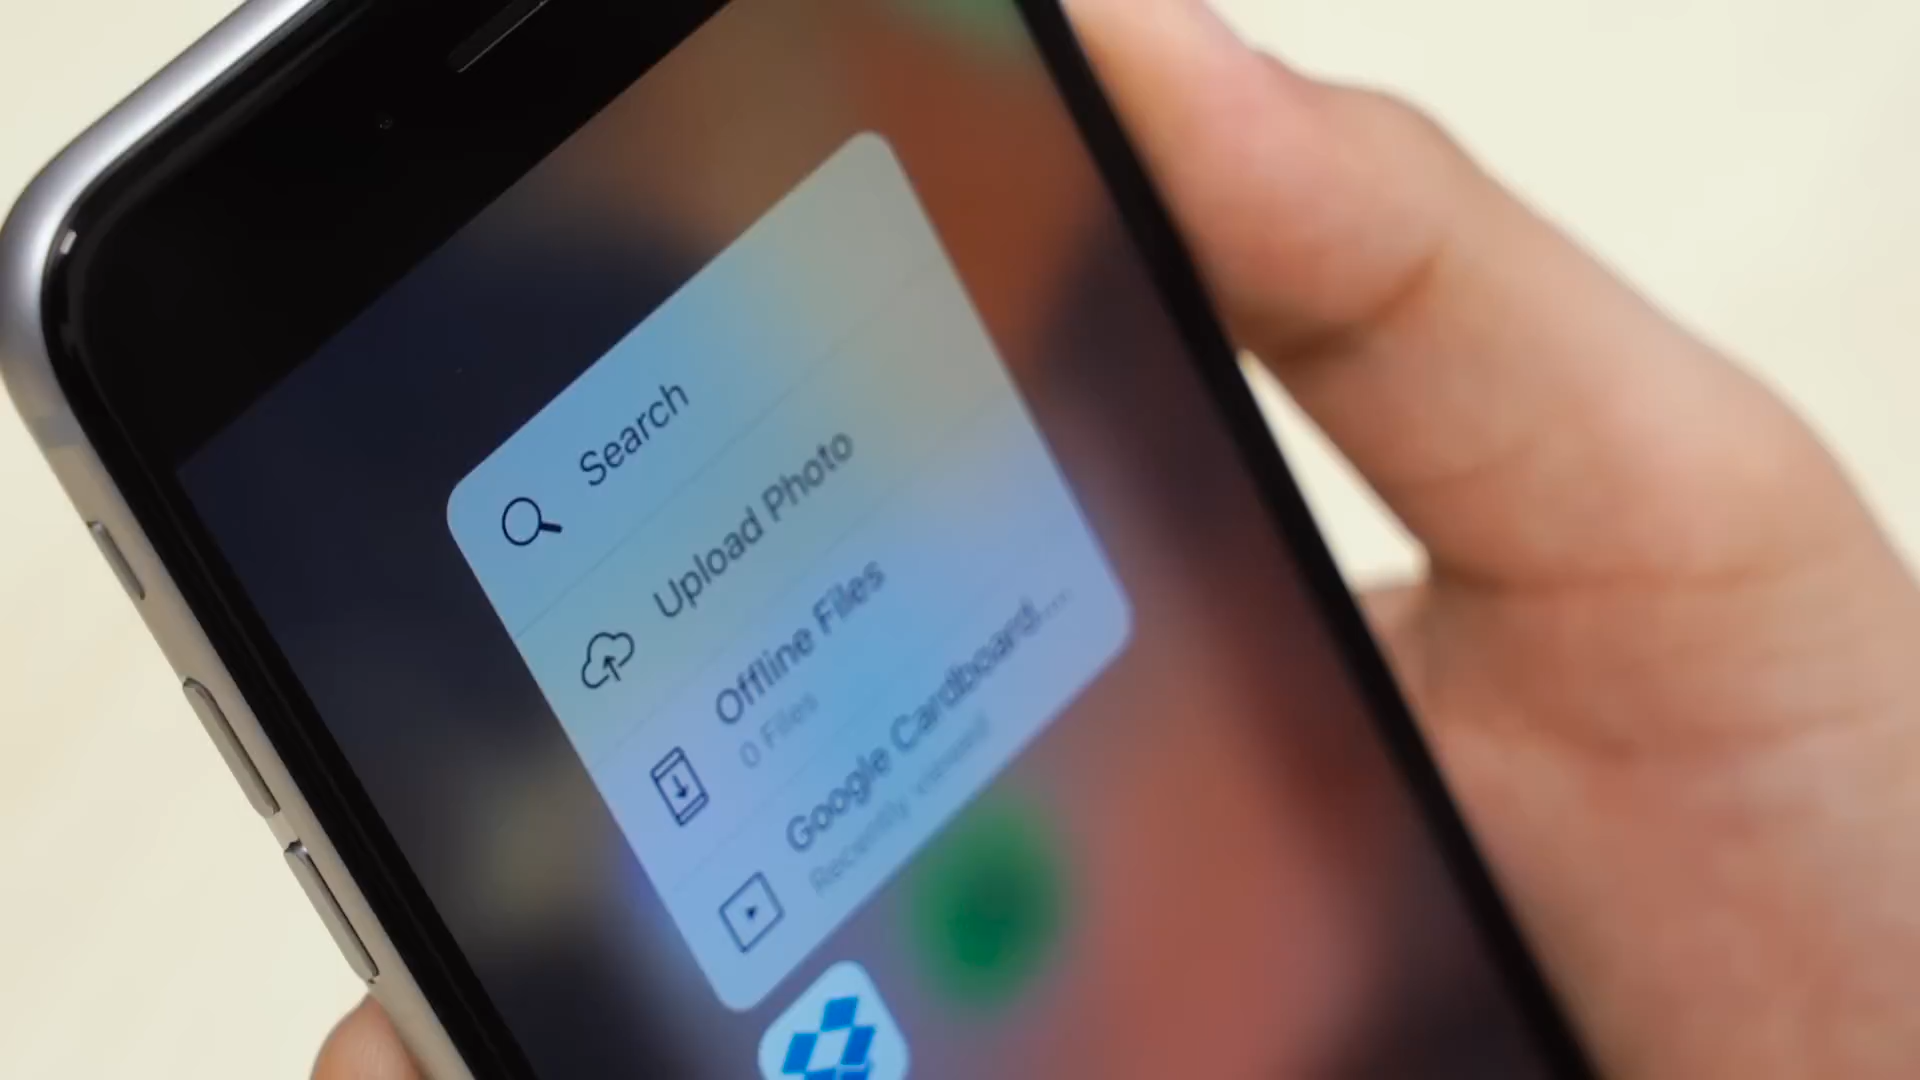 Search
Upload Photo
Offline Files
0 Files
Google Cardboard...
Recently viewed